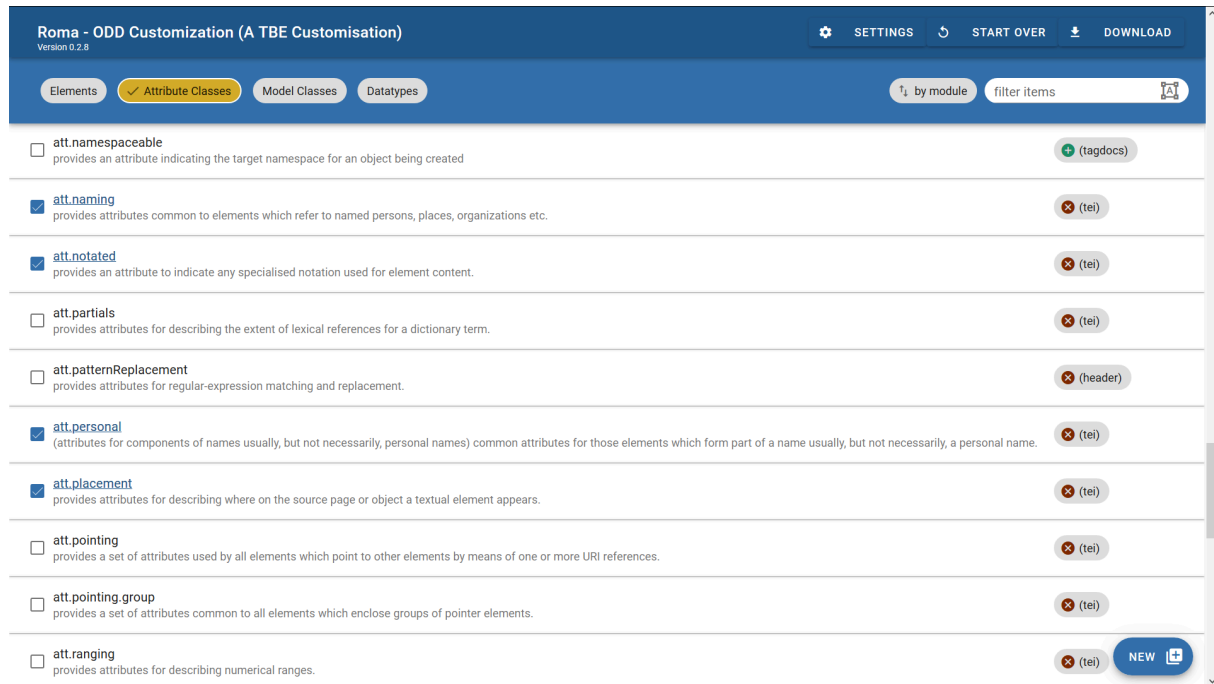 Roma - ODD Customization (A TBE Customisation)
Version 0.2.8
SETTINGS START OVER DOWNLOAD
Elements Attribute Classes Model Classes Datatypes by module filter items
att.namespaceable
provides an attribute indicating the target namespace for an object being created
(tagdocs)
att.naming
provides attributes common to elements which refer to named persons, places, organizations etc.
(tei)
att.notated
provides an attribute to indicate any specialised notation used for element content.
(tei)
att.partials
provides attributes for describing the extent of lexical references for a dictionary term.
(tei)
att.patternReplacement
provides attributes for regular-expression matching and replacement.
(header)
att.personal
(attributes for components of names usually, but not necessarily, personal names) common attributes for those elements which form part of a name usually, but not necessarily, a personal name.
(tei)
att.placement
provides attributes for describing where on the source page or object a textual element appears.
(tei)
att.pointing
provides a set of attributes used by all elements which point to other elements by means of one or more URI references.
(tei)
att.pointing.group
provides a set of attributes common to all elements which enclose groups of pointer elements.
(tei)
att.ranging
provides attributes for describing numerical ranges.
(tei)
NEW